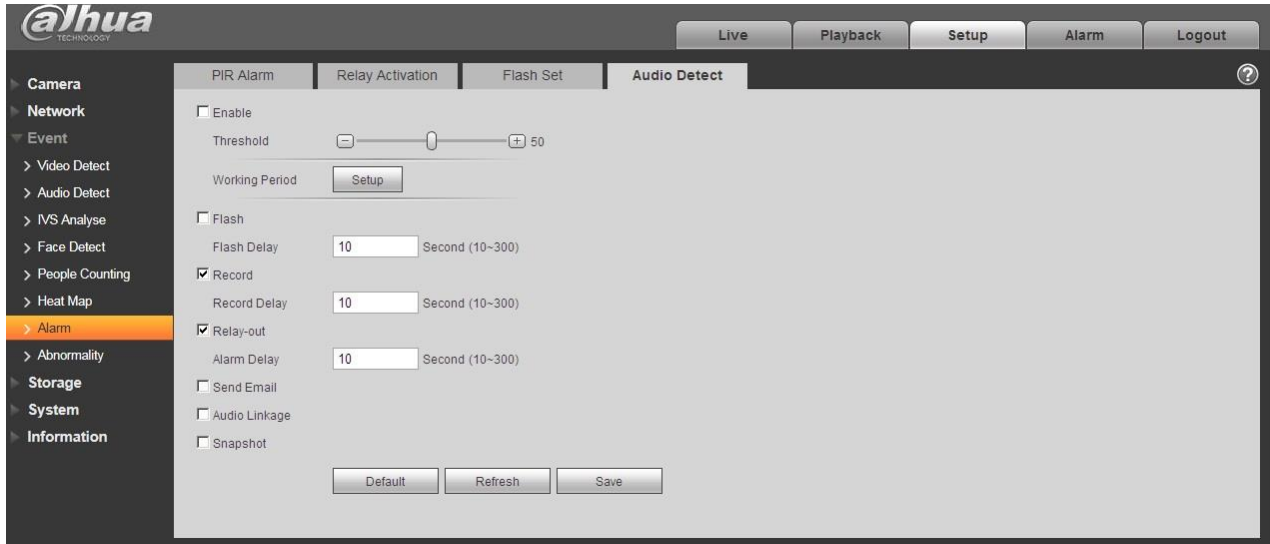 alhua
TECHNOLOGY
Live
Playback
Setup
Alarm
Logout
PIR Alarm
Relay Activation
Flash Set
Audio Detect
?
Camera
Network
Event
Video Detect
Audio Detect
IVS Analyse
Face Detect
People Counting
Heat Map
Alarm
Abnormality
Storage
System
Information
Enable
Threshold 50
Working Period Setup
Flash
Flash Delay 10 Second (10~300)
Record
Record Delay 10 Second (10~300)
Relay-out
Alarm Delay 10 Second (10~300)
Send Email
Audio Linkage
Snapshot
Default Refresh Save